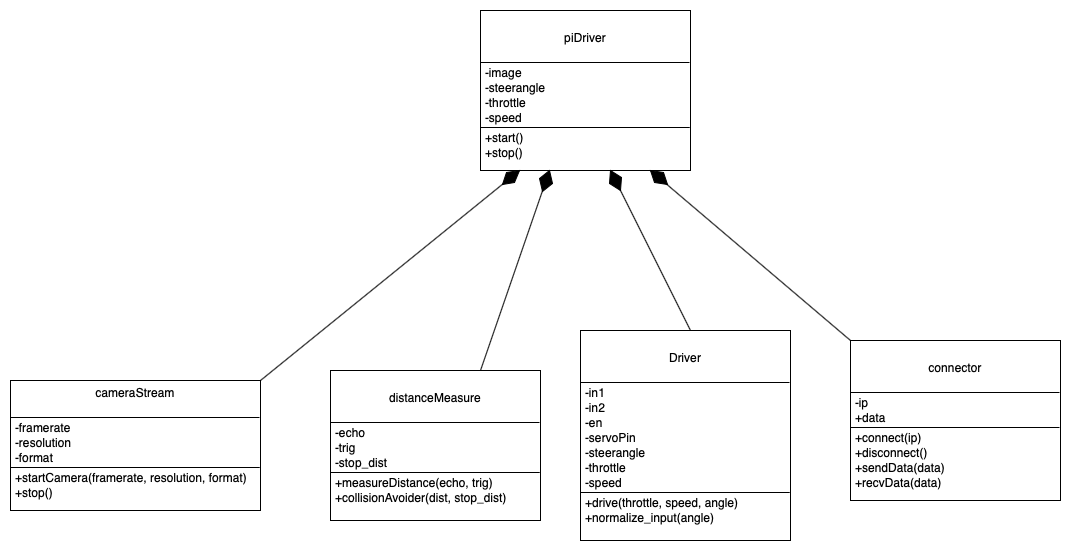 piDriver
-image
-steerangle
-throttle
-speed
+start()
+stop()
cameraStream
-framerate
-resolution
-format
+startCamera(framerate, resolution, format)
+stop()
distanceMeasure
-echo
-trig
-stop_dist
+measureDistance(echo, trig)
+collisionAvoider(dist, stop_dist)
Driver
-in1
-in2
-en
-servoPin
-steerangle
-throttle
-speed
+drive(throttle, speed, angle)
+normalize_input(angle)
connector
-ip
+data
+connect(ip)
+disconnect()
+sendData(data)
+recvData(data)